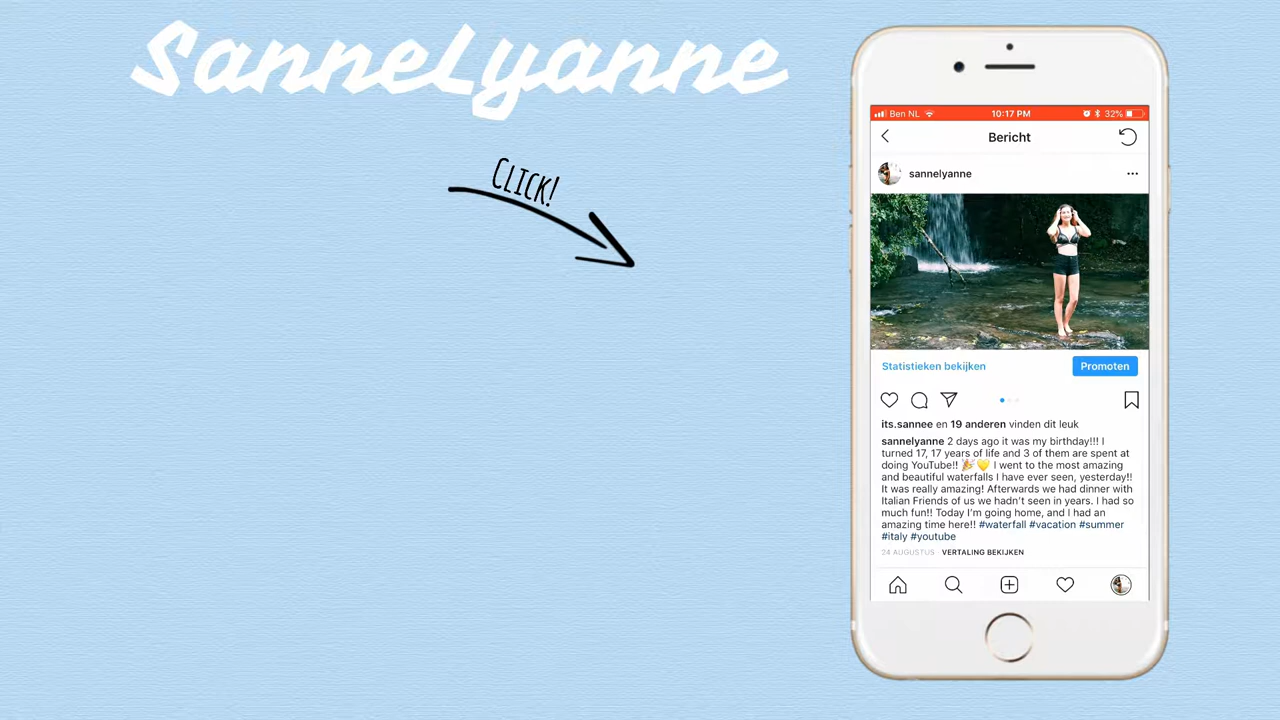 SanneLyanne
CLICK!
Ben NL 10:17 PM 32%
Bericht
sannelyanne
Statistieken bekijken Promoten
its.sannee en 19 anderen vinden dit leuk
sannelyanne 2 days ago it was my birthday!!! I
turned 17, 17 years of life and 3 of them are spent at
doing YouTube!! 🎉💛 I went to the most amazing
and beautiful waterfalls I have ever seen, yesterday!!
It was really amazing! Afterwards we had dinner with
Italian Friends of us we hadn't seen in years. I had so
much fun!! Today I'm going home, and I had an
amazing time here!! #waterfall #vacation #summer
#italy #youtube
24 AUGUSTUS · VERTALING BEKIJKEN